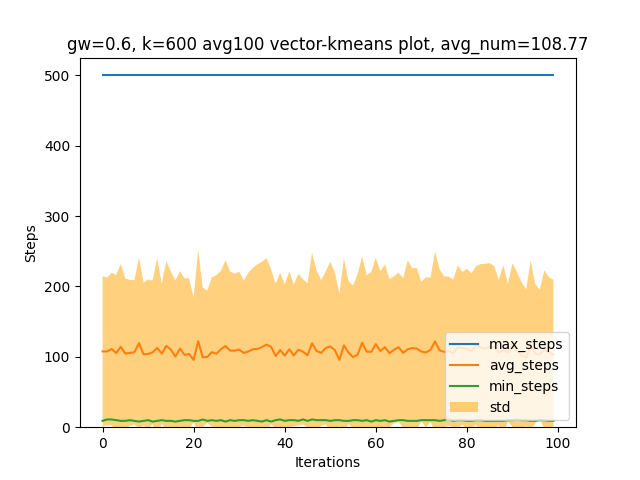 gw=0.6, k=600 avg100 vector-kmeans plot, avg_num=108.77
500
400
300
200
100
0
Steps
max_steps
avg_steps
min_steps
std
0 20 40 60 80 100
Iterations